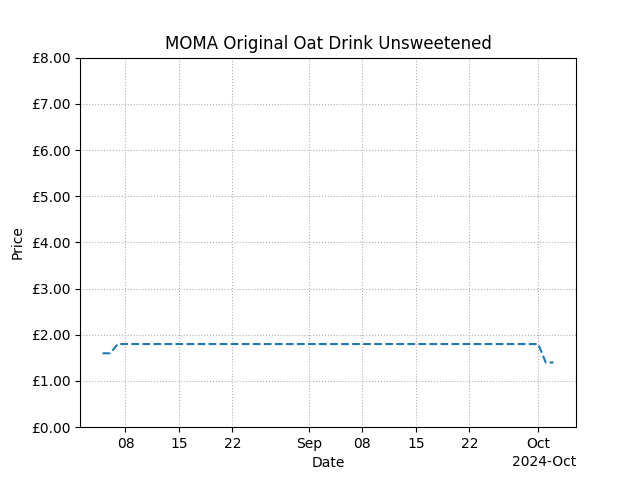 MOMA Original Oat Drink Unsweetened
£8.00
£7.00
£6.00
£5.00
£4.00
£3.00
£2.00
£1.00
£0.00
Price
08 15 22 Sep 08 15 22 Oct
Date
2024-Oct